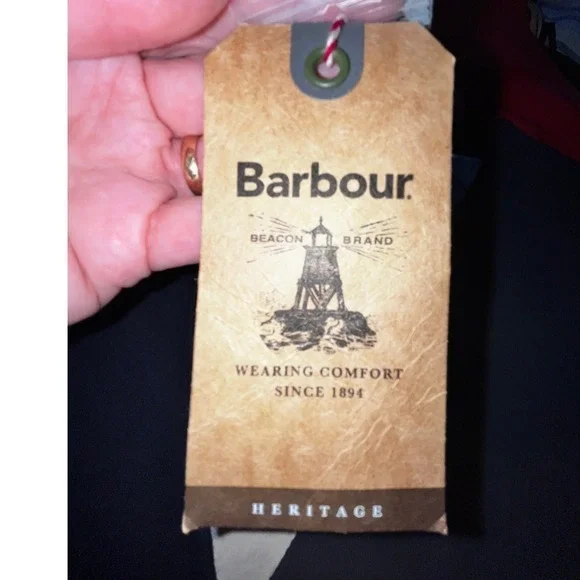 Barbour.
BEACON BRAND
WEARING COMFORT
SINCE 1894
HERITAGE